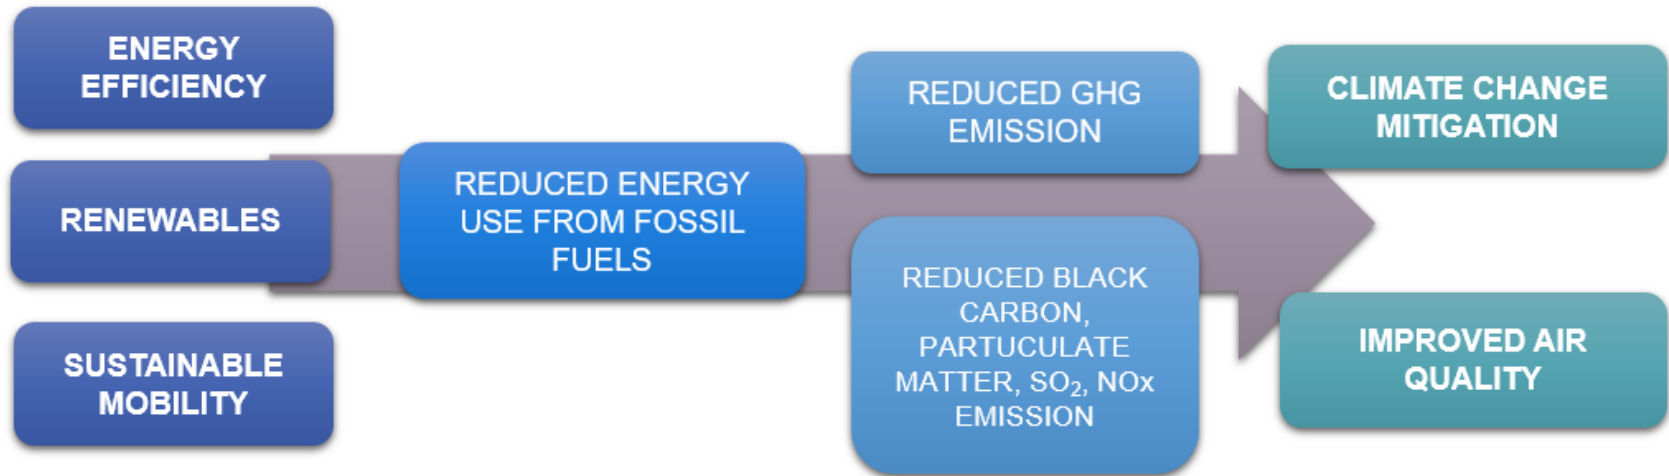 ENERGY
EFFICIENCY
RENEWABLES
SUSTAINABLE
MOBILITY
REDUCED ENERGY
USE FROM FOSSIL
FUELS
REDUCED GHG
EMISSION
REDUCED BLACK
CARBON,
PARTUCULATE
MATTER, SO₂, NOx
EMISSION
CLIMATE CHANGE
MITIGATION
IMPROVED AIR
QUALITY